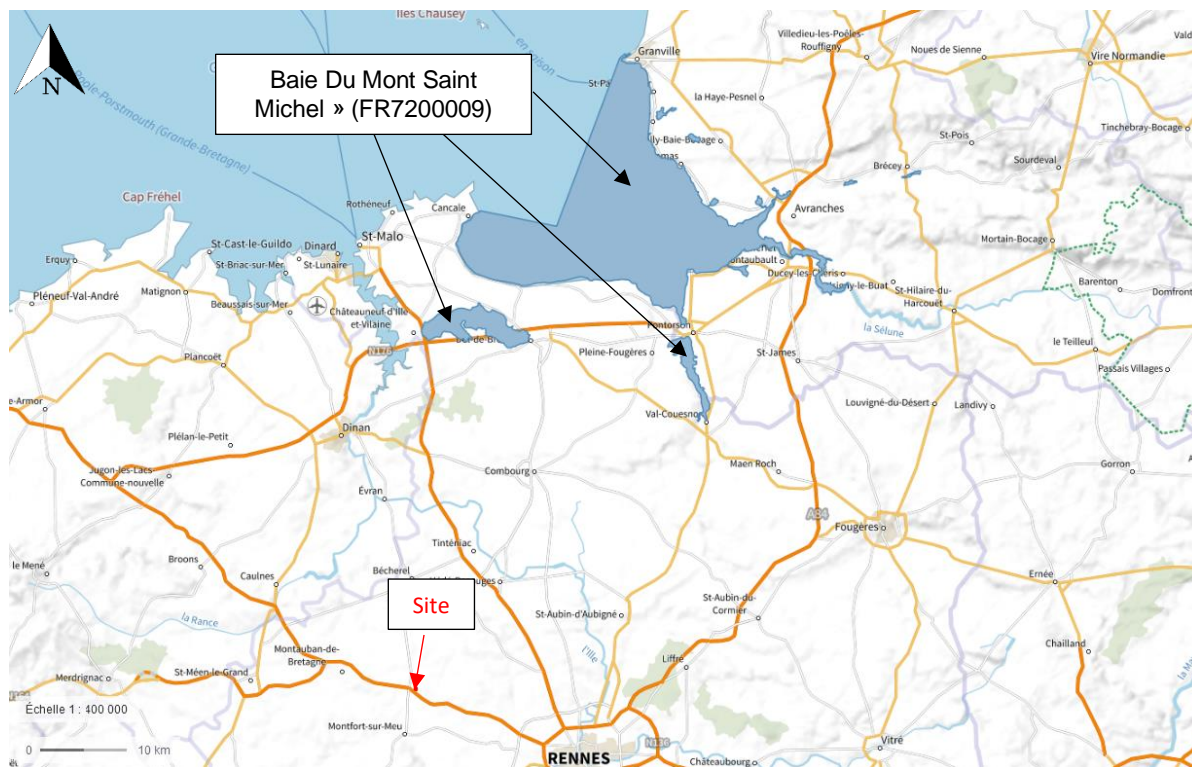 Iles Chausey
Granville
Villedieu-les-Poêles-
Rouffigny
Noues de Sienne
Vire Normandie
N
Baie Du Mont Saint
Michel » (FR7200009)
la Haye-Pesnel
Tinchebray-Bocage
St-Pois
Sourdeval
Brécey
Cap Fréhel
Rothéneuf
Cancale
Avranches
St-Malo
St-Cast-le-Guildo
Dinard
Mortain-Bocage
Erquy
St-Briac-sur-Mer
St-Lunaire
Ducey-les-Chéris
Barenton
Pléneuf-Val-André
Matignon
Beaussais-sur-Mer
Châteauneuf-d'Ille
et-Vilaine
St-Hilaire-du-
Harcouët
la Sélune
Pontorson
N176
Plancoët
Pleine-Fougères
St-James
le Teilleul
Passais Villages
Louvigné-du-Désert
Landivy
Val-Couesno
Dinan
Plélan-le-Petit
Maen Roch
Combourg
Gorron
Jugon-les-Lacs-
Commune-nouvelle
Évran
A84
Fougères
Tinténiac
Broons
le Mené
Bécherel
Caulnes
Ernée
Site
St-Aubin-du-
Cormier
St-Aubin-d'Aubigné
la Rance
l'Ille
Chailland
Montauban-de-
Bretagne
Liffré
St-Méen-le-Grand
Merdrignac
Échelle 1 : 400 000
Montfort-sur-Meu
0
10 km
Vitré
RENNES
N136
Châteaubourg